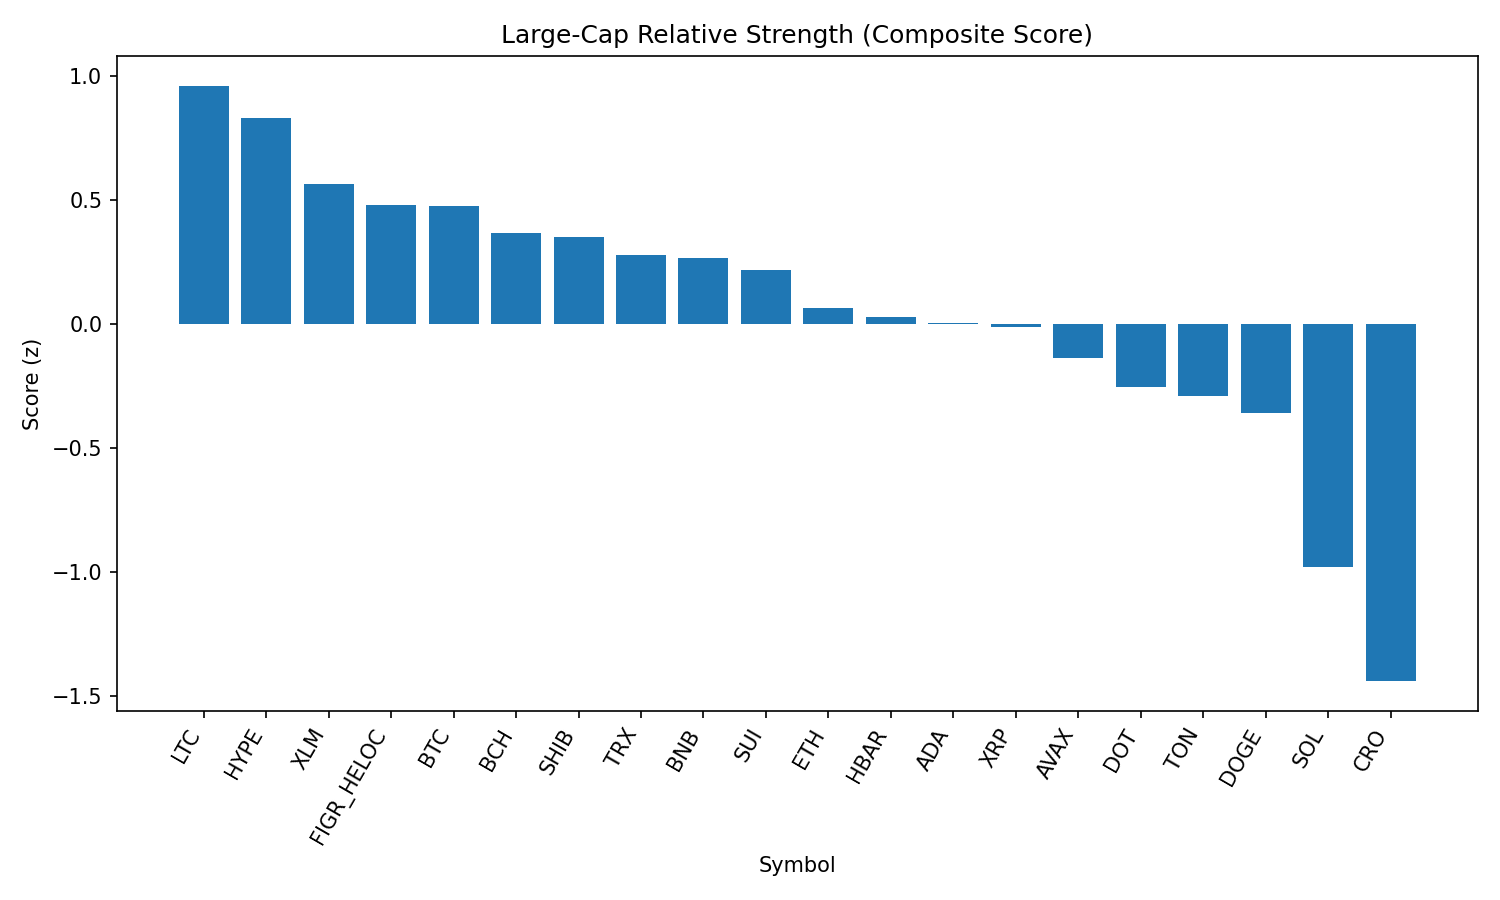 Large-Cap Relative Strength (Composite Score)
1.0
0.5
0.0
−0.5
−1.0
−1.5
Score (z)
LTC
HYPE
XLM
FIGR_HELOC
BTC
BCH
SHIB
TRX
BNB
SUI
ETH
HBAR
ADA
XRP
AVAX
DOT
TON
DOGE
SOL
CRO
Symbol